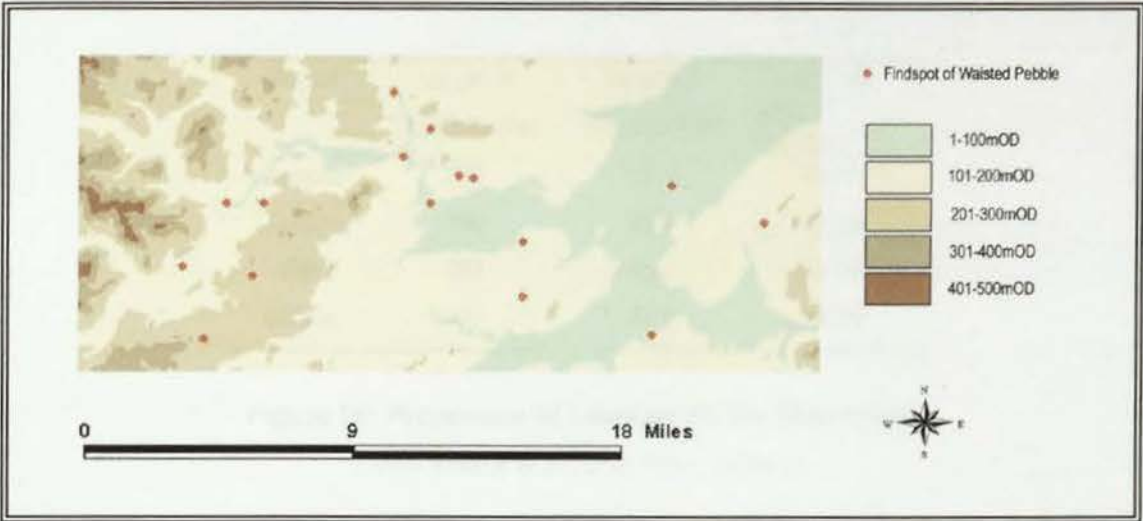 Findspot of Waisted Pebble
1-100mOD
101-200mOD
201-300mOD
301-400mOD
401-500mOD
0 9 18 Miles
N
W E
S